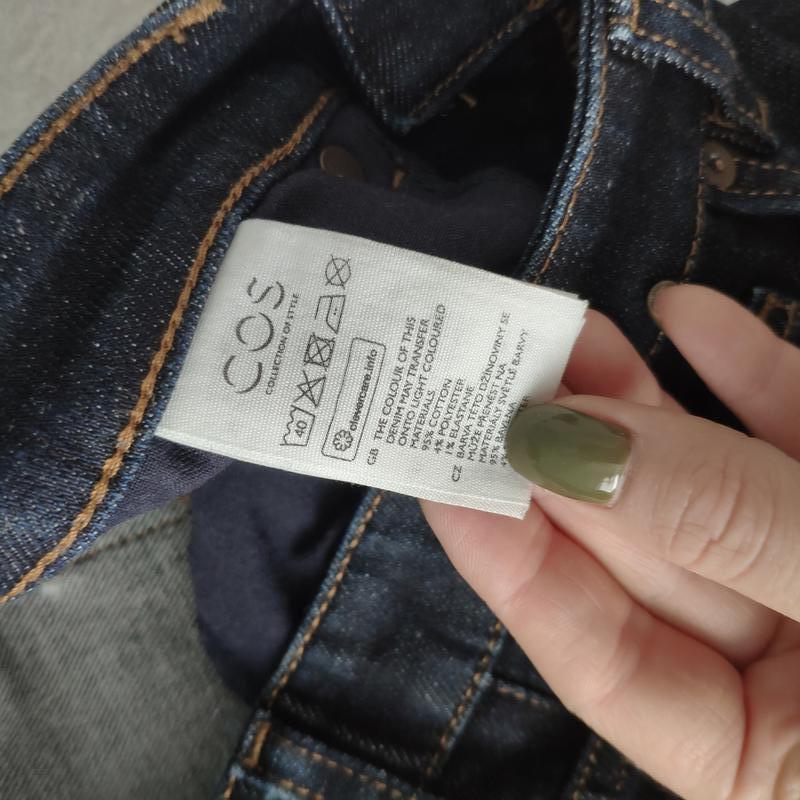 COS
COLLECTION OF STYLE
40
clevercare.info
GB THE COLOUR OF THIS
DENIM MAY TRANSFER
ONTO LIGHT COLOURED
MATERIALS
95% COTTON
4% POLYESTER
1% ELASTANE
CZ BARVA TÉTO DŽÍNOVINY SE
MŮŽE PŘENÉST NA
MATERIÁLY SVĚTLÉ BARVY.
95%
4%